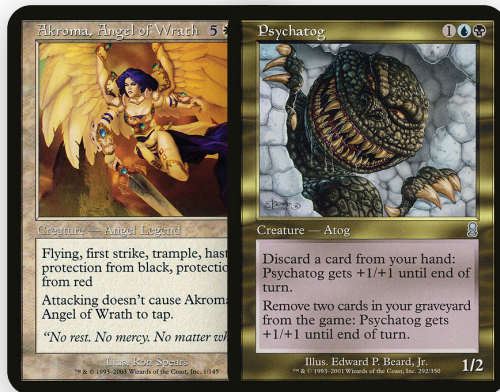 Akroma, Angel of Wrath 5
Creature — Angel Legend
Flying, first strike, trample,
protection from black,
from red
Attacking doesn't cause Akroma
Angel of Wrath to tap.
"No rest. No mercy. No matter
Illus. Ron Spears
™ & © 1993-2003 Wizards of the Coast, Inc. 1/145
Psychatog 1
Creature — Atog
Discard a card from your hand:
Psychatog gets +1/+1 until end of
turn.
Remove two cards in your graveyard
from the game: Psychatog gets
+1/+1 until end of turn.
Illus. Edward P. Beard, Jr.
™ & © 1993-2001 Wizards of the Coast, Inc. 292/350
1/2